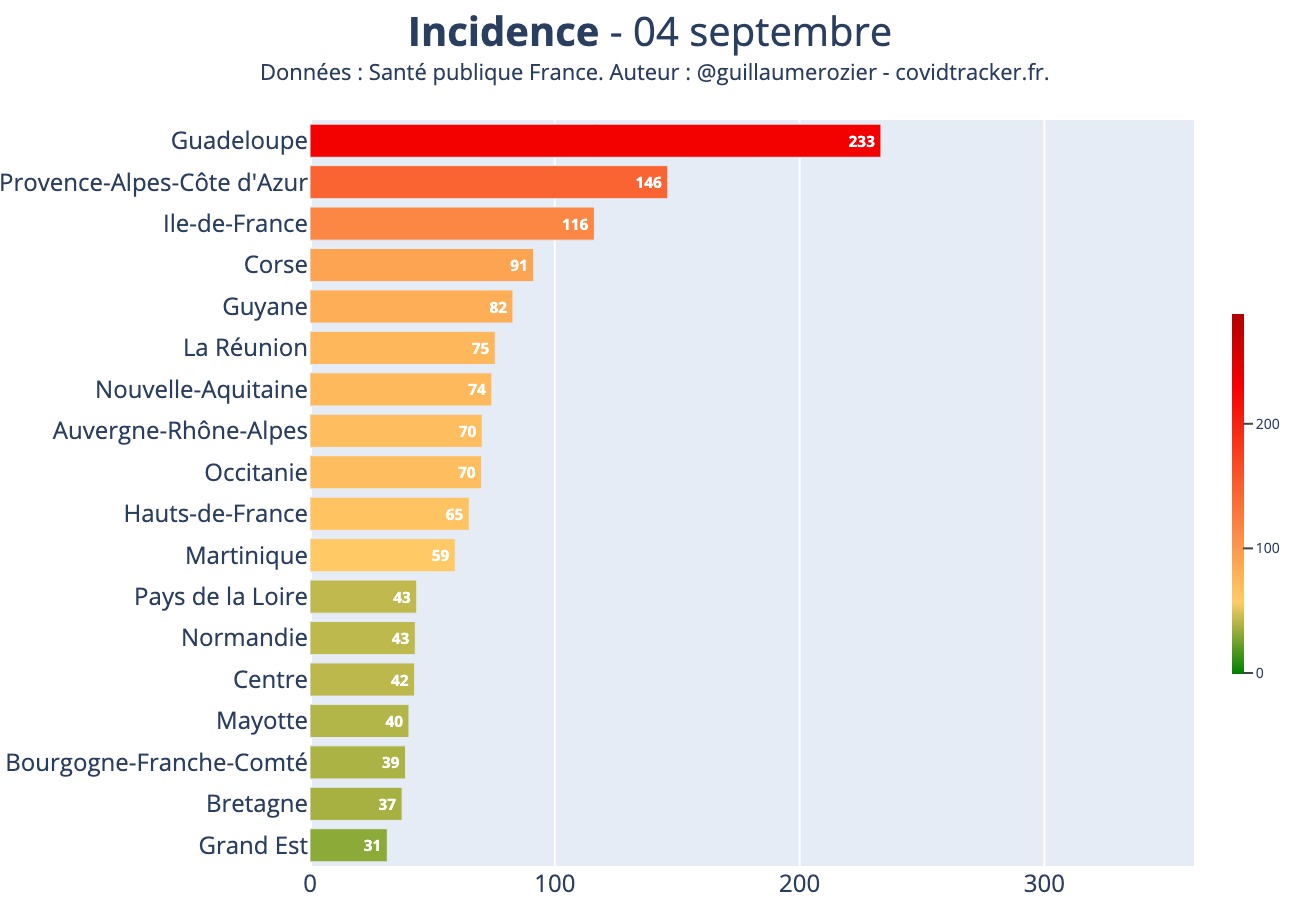 Incidence - 04 septembre
Données : Santé publique France. Auteur : @guillaumerozier - covidtracker.fr.
Guadeloupe 233
Provence-Alpes-Côte d'Azur 146
Ile-de-France 116
Corse 91
Guyane 82
La Réunion 75
Nouvelle-Aquitaine 74
Auvergne-Rhône-Alpes 70
Occitanie 70
Hauts-de-France 65
Martinique 59
Pays de la Loire 43
Normandie 43
Centre 42
Mayotte 40
Bourgogne-Franche-Comté 39
Bretagne 37
Grand Est 31
0 100 200 300
200
100
0